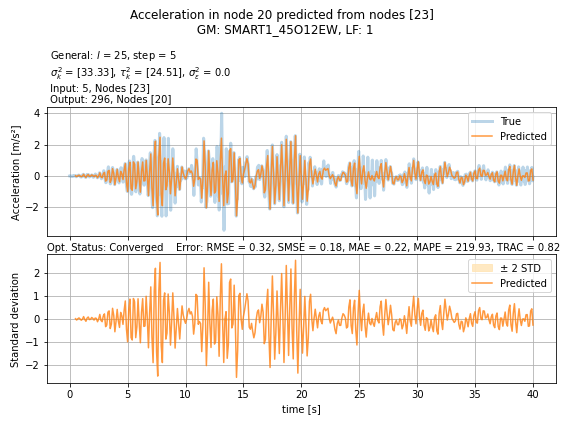 Acceleration in node 20 predicted from nodes [23]
GM: SMART1_45O12EW, LF: 1
General: l = 25, step = 5
σ²ₖ = [33.33], τ²ₖ = [24.51], σ²ε = 0.0
Input: 5, Nodes [23]
Output: 296, Nodes [20]
Acceleration [m/s²]
4
2
0
−2
True
Predicted
Opt. Status: Converged    Error: RMSE = 0.32, SMSE = 0.18, MAE = 0.22, MAPE = 219.93, TRAC = 0.82
Standard deviation
2
1
0
−1
−2
± 2 STD
Predicted
0 5 10 15 20 25 30 35 40
time [s]